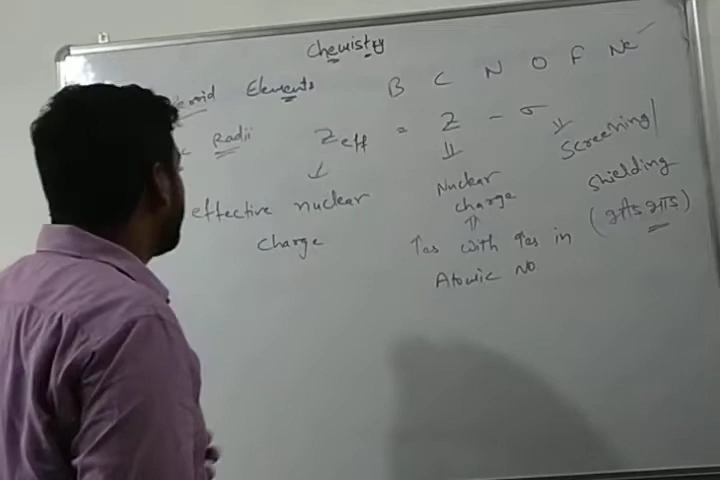 Chemistry
Elements B C N O F Ne
Radii Zeff = Z - σ
effective nuclear charge
Nuclear charge
↑es with ↑es in Atomic No.
Screening/ Shielding
(भीड़ भाड़)